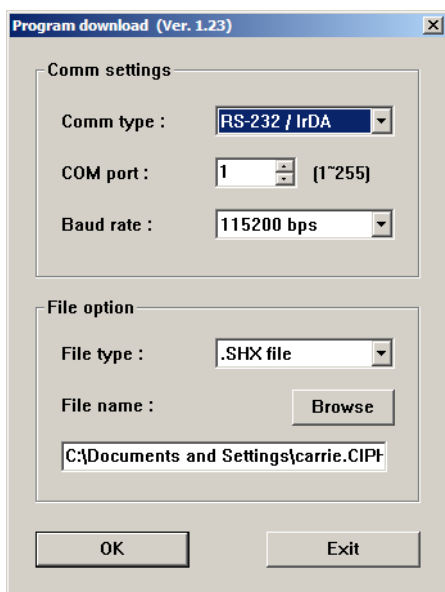 Program download (Ver. 1.23)
Comm settings
Comm type : RS-232 / IrDA
COM port : 1 (1~255)
Baud rate : 115200 bps
File option
File type : .SHX file
File name : Browse
C:\Documents and Settings\carrie.CIPH
OK Exit